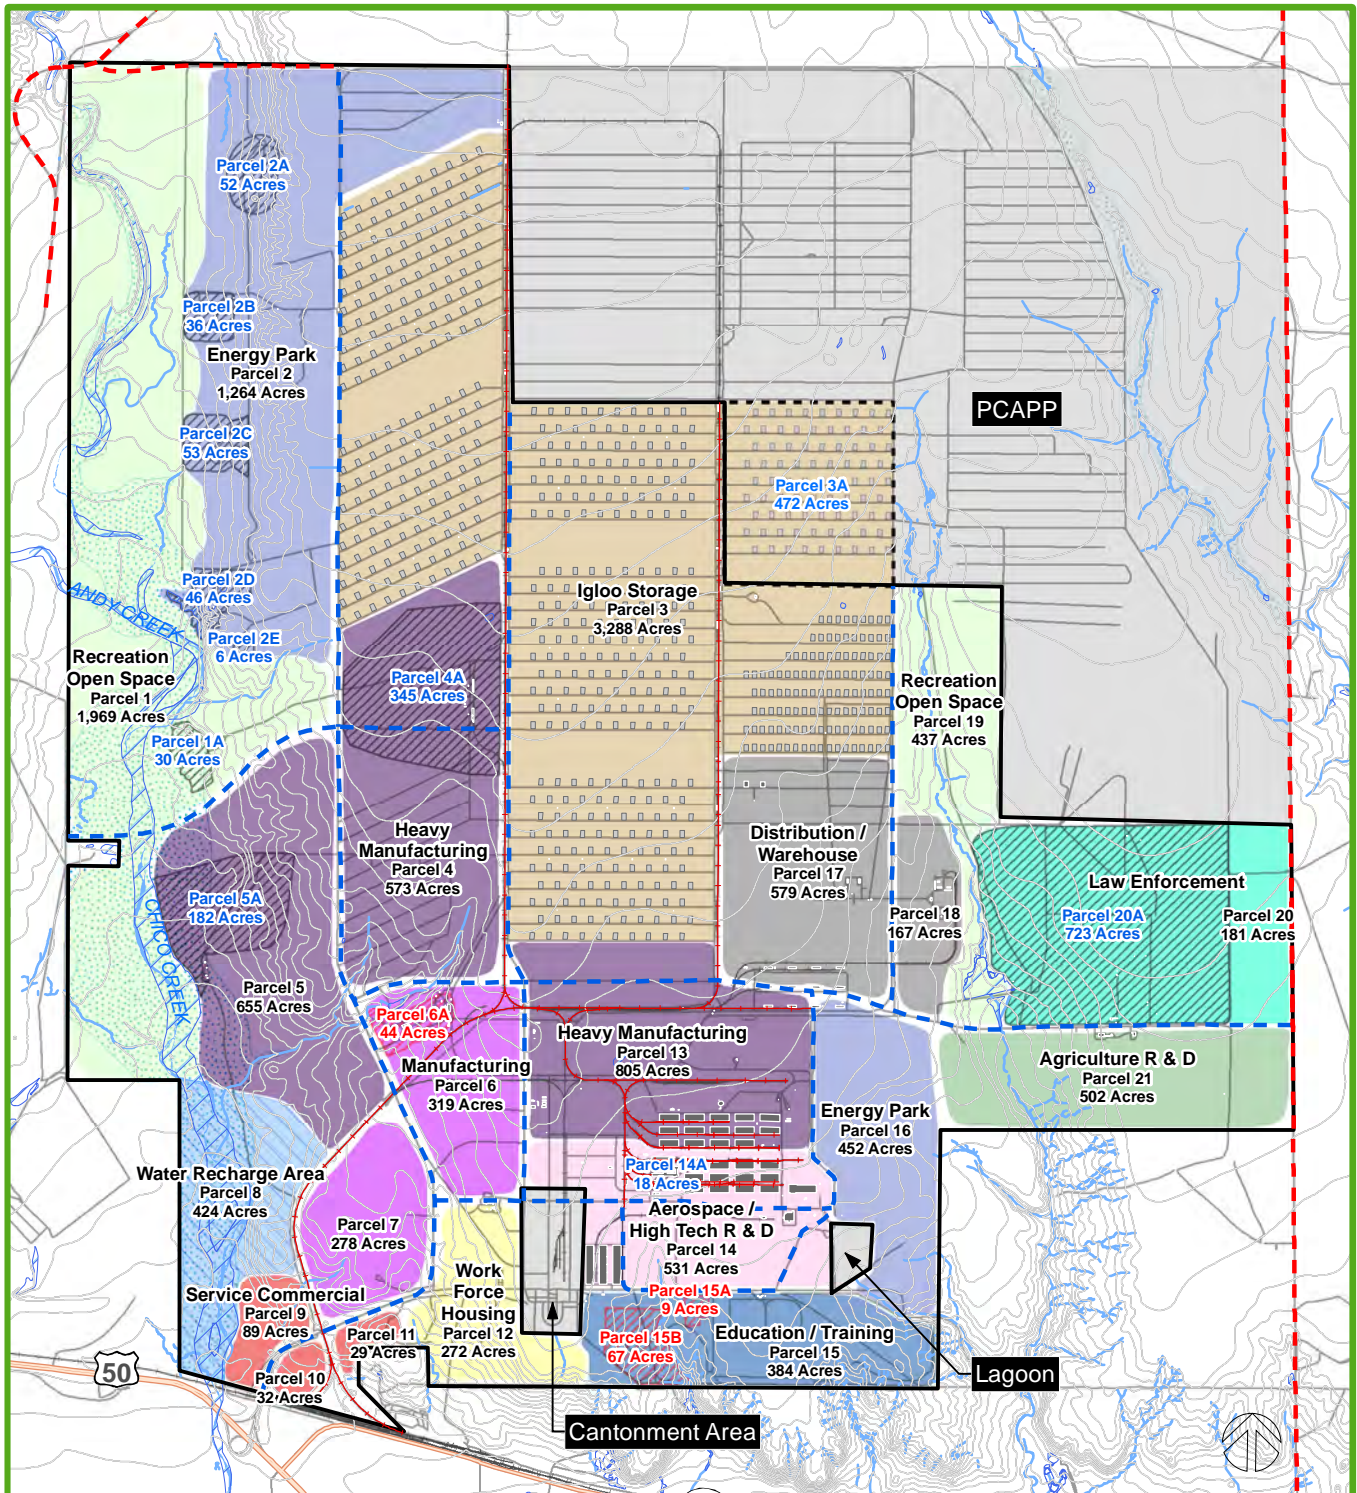 Parcel 2A
52 Acres
Parcel 2B
36 Acres
Energy Park
Parcel 2
1,264 Acres
PCAPP
Parcel 2C
53 Acres
Parcel 3A
472 Acres
Parcel 2D
46 Acres
ANDY CREEK
Parcel 2E
6 Acres
Igloo Storage
Parcel 3
3,288 Acres
Recreation
Open Space
Parcel 1
1,969 Acres
Parcel 4A
345 Acres
Recreation
Open Space
Parcel 19
437 Acres
Parcel 1A
30 Acres
Heavy
Manufacturing
Parcel 4
573 Acres
Distribution /
Warehouse
Parcel 17
579 Acres
Law Enforcement
Parcel 5A
182 Acres
CHICO CREEK
Parcel 18
167 Acres
Parcel 20A
723 Acres
Parcel 20
181 Acres
Parcel 5
655 Acres
Parcel 6A
44 Acres
Heavy Manufacturing
Parcel 13
805 Acres
Manufacturing
Parcel 6
319 Acres
Agriculture R & D
Parcel 21
502 Acres
Energy Park
Parcel 16
452 Acres
Water Recharge Area
Parcel 8
424 Acres
Parcel 14A
18 Acres
Parcel 7
278 Acres
Aerospace /
High Tech R & D
Parcel 14
531 Acres
Work
Force
Housing
Parcel 12
272 Acres
Service Commercial
Parcel 9
89 Acres
Parcel 15A
9 Acres
Parcel 11
29 Acres
Parcel 15B
67 Acres
Education / Training
Parcel 15
384 Acres
50
Parcel 10
32 Acres
Lagoon
Cantonment Area